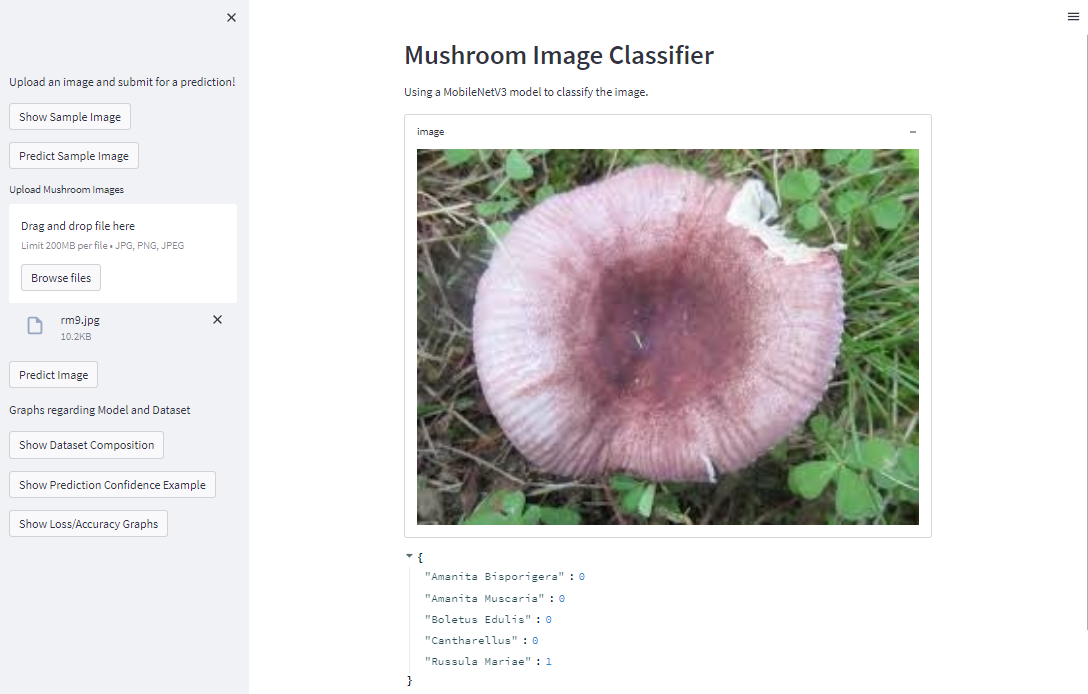 Upload an image and submit for a prediction!
Show Sample Image
Predict Sample Image
Upload Mushroom Images
Drag and drop file here
Limit 200MB per file • JPG, PNG, JPEG
Browse files
rm9.jpg
10.2KB
Predict Image
Graphs regarding Model and Dataset
Show Dataset Composition
Show Prediction Confidence Example
Show Loss/Accuracy Graphs
Mushroom Image Classifier
Using a MobileNetV3 model to classify the image.
image
{
"Amanita Bisporigera" : 0
"Amanita Muscaria" : 0
"Boletus Edulis" : 0
"Cantharellus" : 0
"Russula Mariae" : 1
}